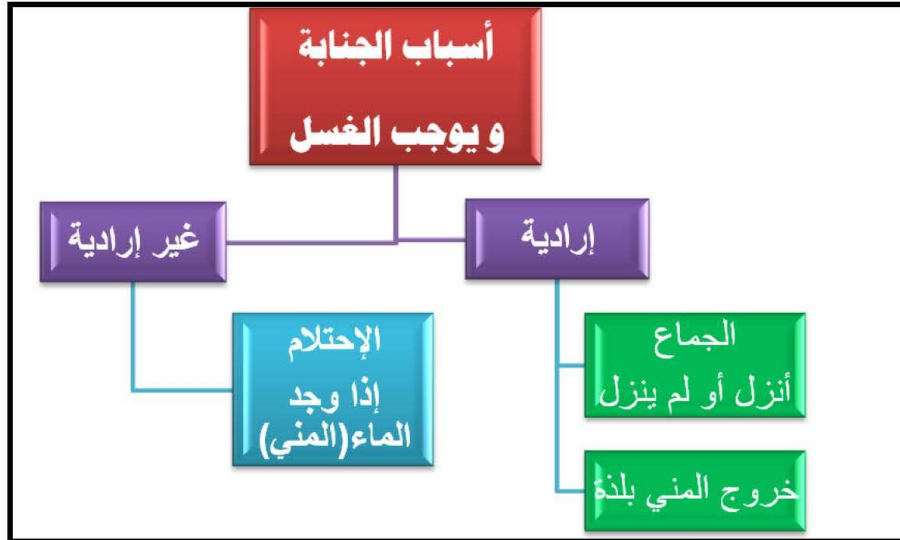 أسباب الجنابة
و يوجب الغسل
إرادية
غير إرادية
الجماع
أنزل أو لم ينزل
خروج المني بلذة
الإحتلام
إذا وجد
الماء(المني)